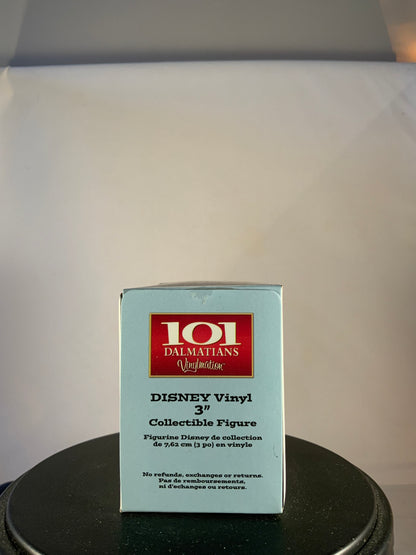 101
DALMATIANS
Vinylmation
DISNEY Vinyl
3"
Collectible Figure
Figurine Disney de collection
de 7,62 cm (3 po) en vinyle
No refunds, exchanges or returns.
Pas de remboursements,
ni d'echanges ou retours.